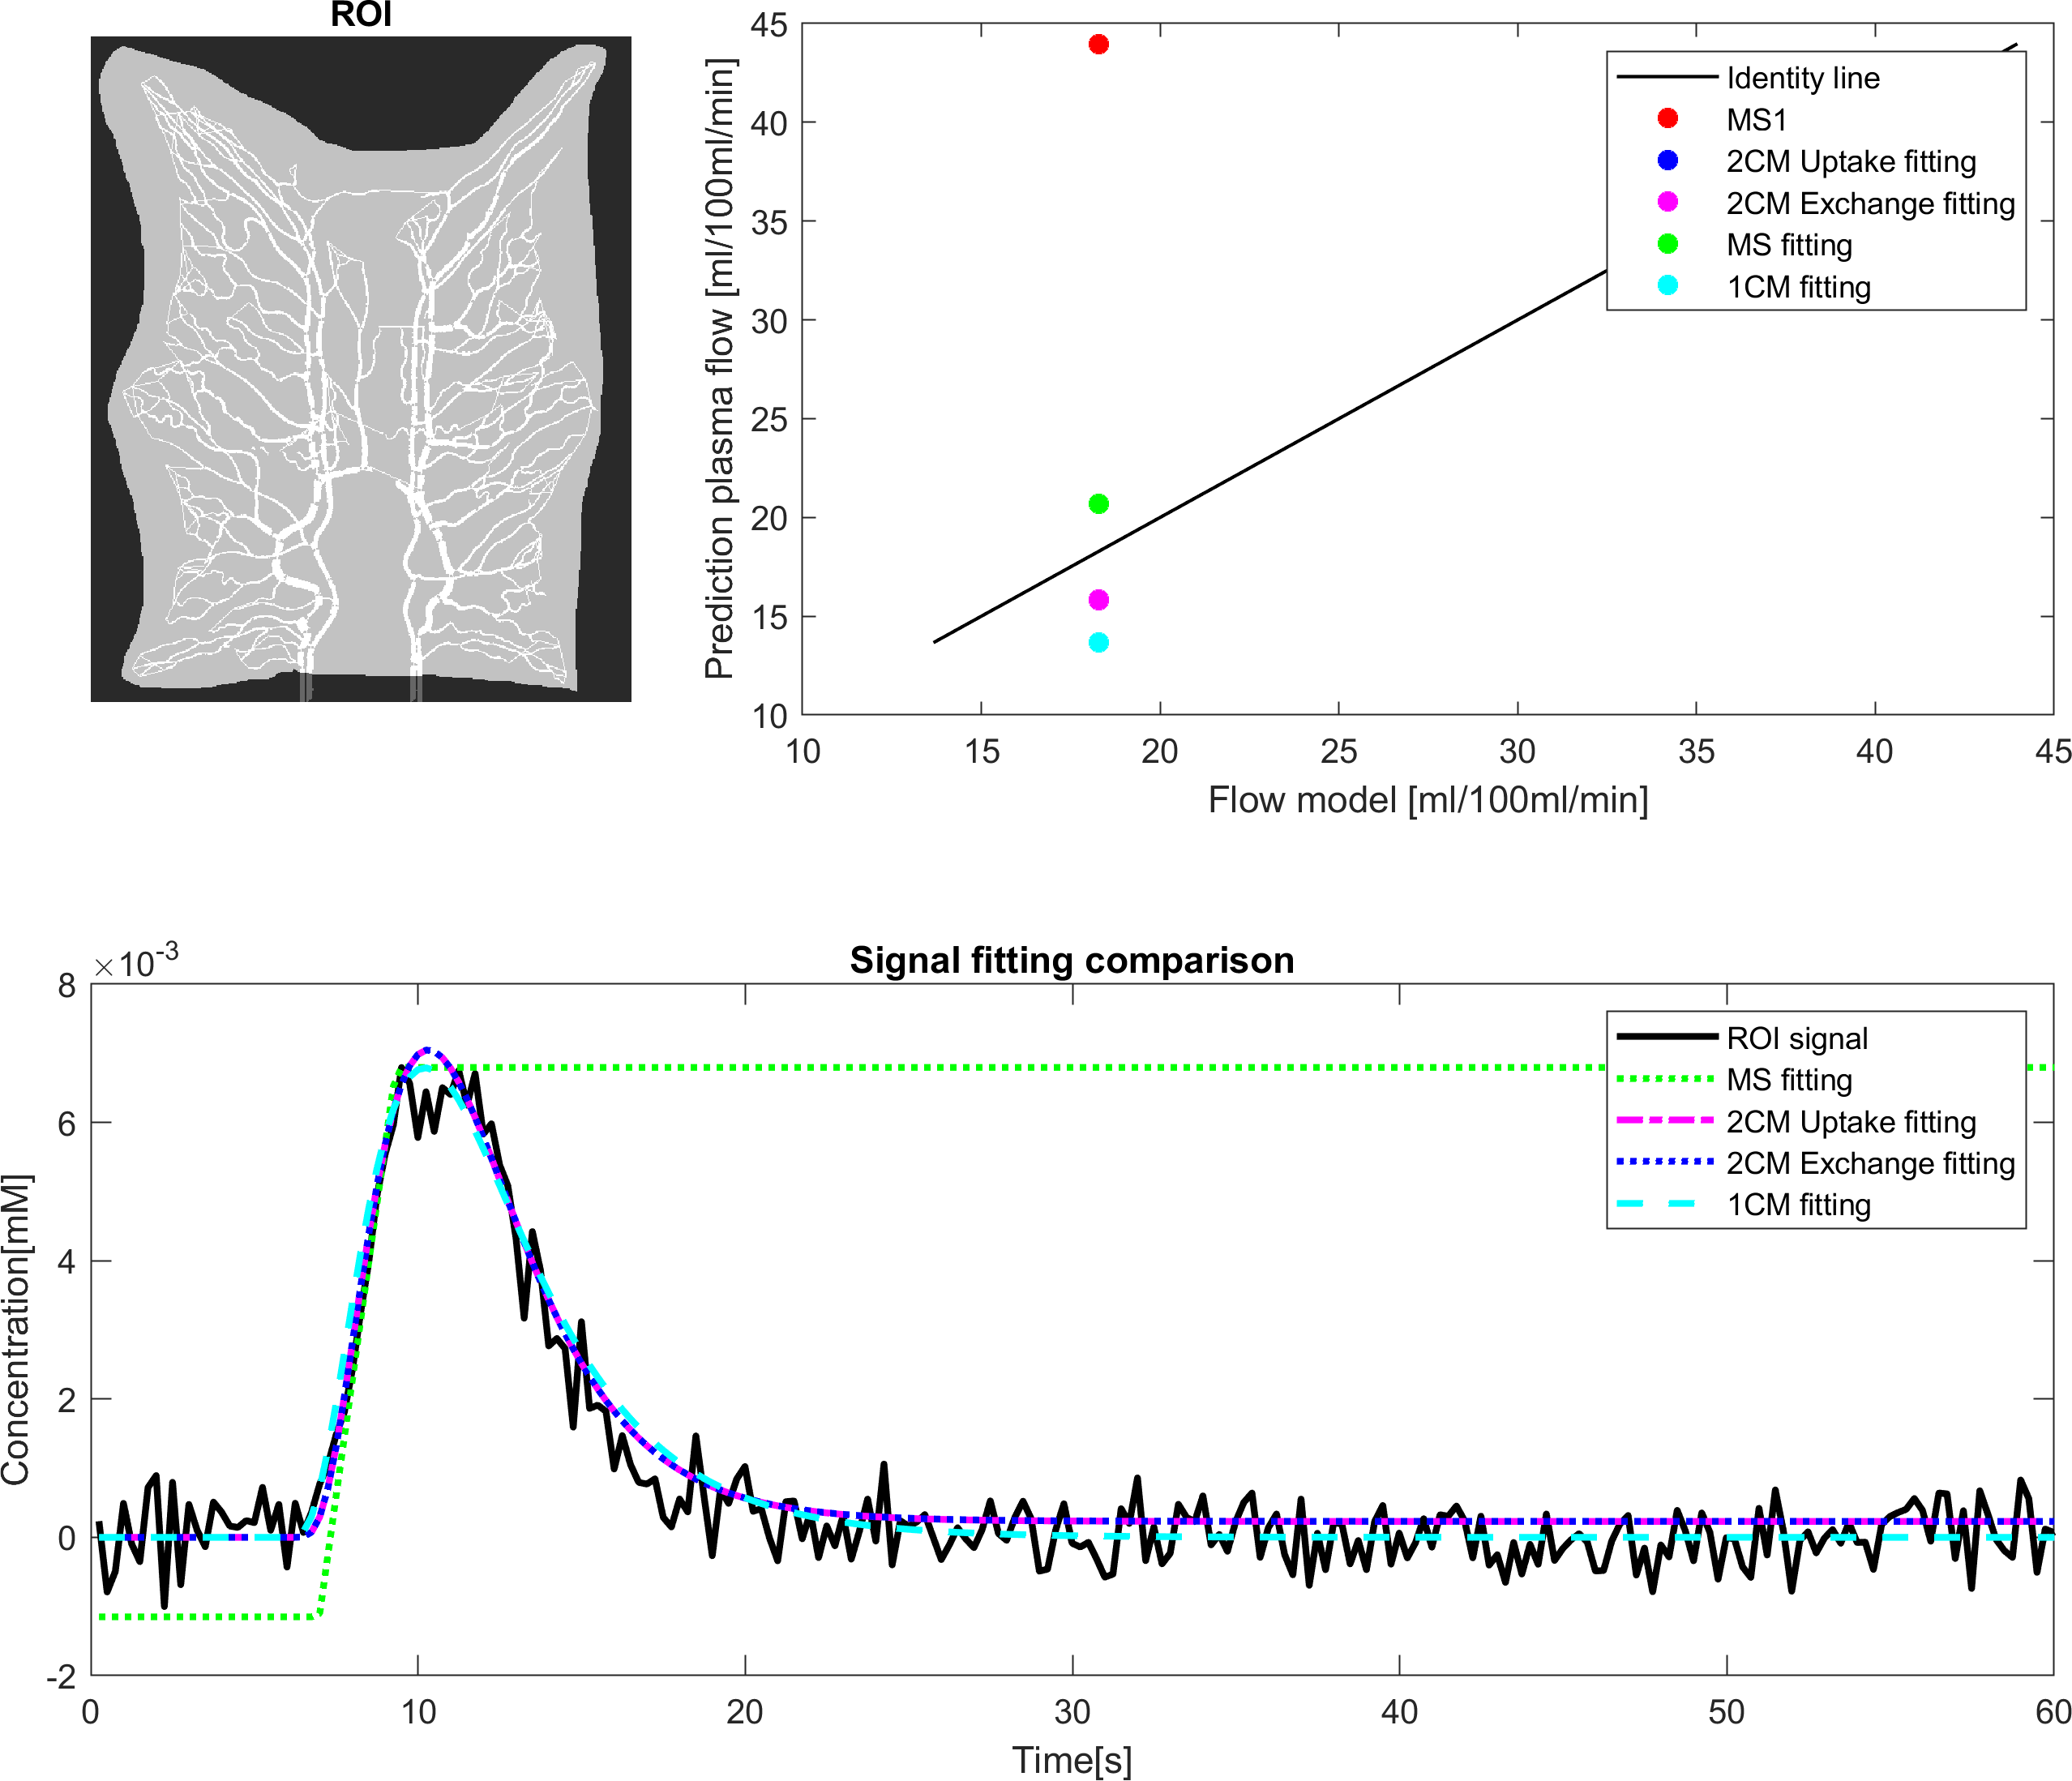 ROI
45
40
35
30
25
20
15
10
10 15 20 25 30 35 40 45
Prediction plasma flow [ml/100ml/min]
Flow model [ml/100ml/min]
Identity line
MS1
2CM Uptake fitting
2CM Exchange fitting
MS fitting
1CM fitting
Signal fitting comparison
×10-3
8
6
4
2
0
-2
0 10 20 30 40 50 60
Concentration[mM]
Time[s]
ROI signal
MS fitting
2CM Uptake fitting
2CM Exchange fitting
1CM fitting